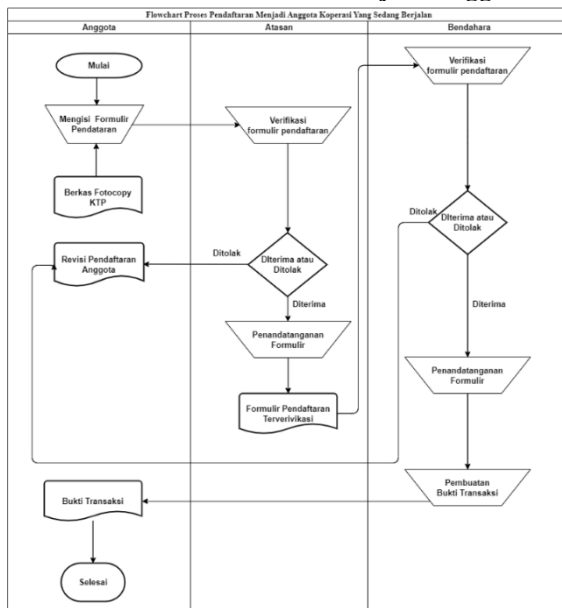 Flowchart Proses Pendaftaran Menjadi Anggota Koperasi Yang Sedang Berjalan
Anggota
Atasan
Bendahara
Mulai
Mengisi Formulir
Pendataran
Berkas Fotocopy
KTP
Revisi Pendaftaran
Anggota
Bukti Transaksi
Selesai
Verifikasi
formulir pendaftaran
Ditolak
DIterima atau
Ditolak
Diterima
Penandatanganan
Formulir
Formulir Pendaftaran
Terverivikasi
Verifikasi
formulir pendaftaran
Ditolak
DIterima atau
Ditolak
Diterima
Penandatanganan
Formulir
Pembuatan
Bukti Transaksi